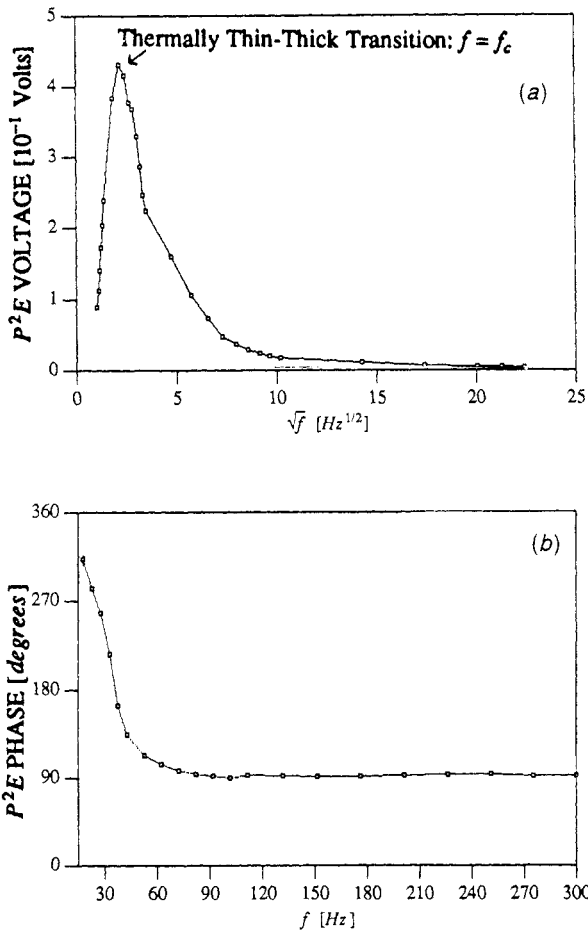 5
Thermally Thin-Thick Transition: f = f_c
(a)
4
3
2
1
0
P²E VOLTAGE [10⁻¹ Volts]
0 5 10 15 20 25
√f [Hz^1/2]
360
(b)
270
180
90
0
P²E PHASE [degrees]
30 60 90 120 150 180 210 240 270 300
f [Hz]